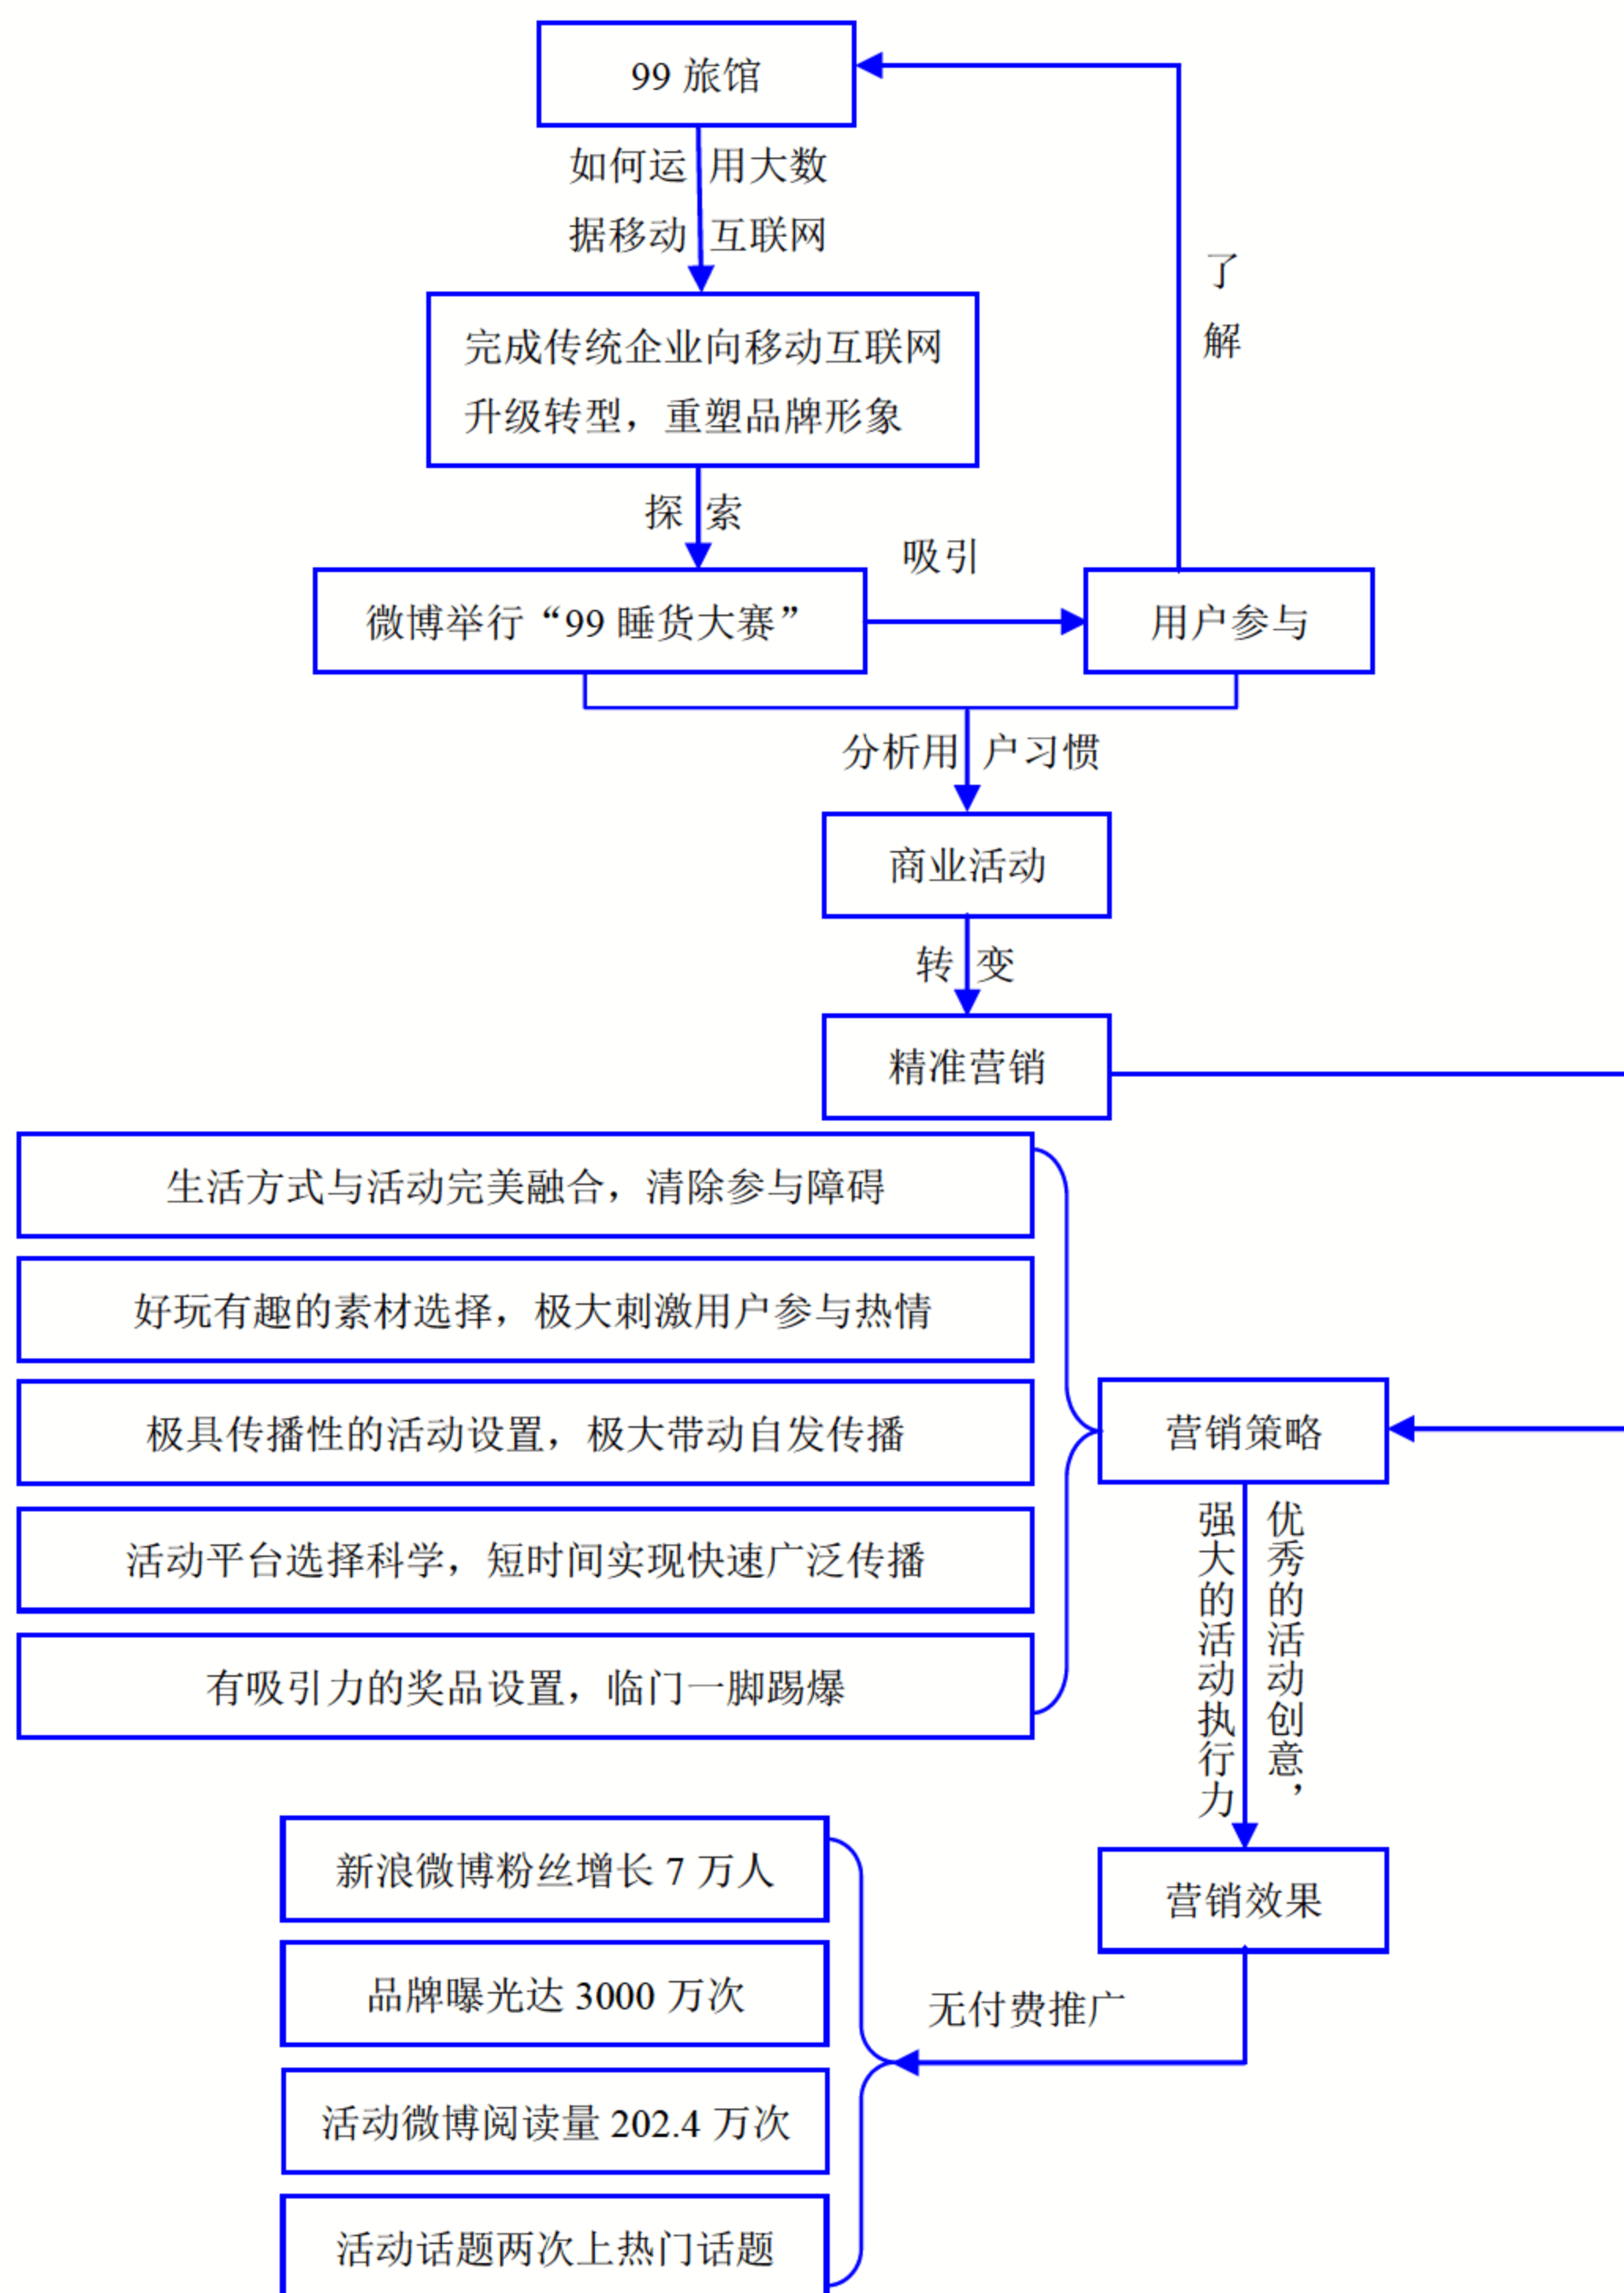 99 旅馆
如何运用大数
据移动互联网
了
解
完成传统企业向移动互联网
升级转型，重塑品牌形象
探索
吸引
微博举行“99 睡货大赛”
用户参与
分析用户习惯
商业活动
转变
精准营销
生活方式与活动完美融合，清除参与障碍
好玩有趣的素材选择，极大刺激用户参与热情
极具传播性的活动设置，极大带动自发传播
活动平台选择科学，短时间实现快速广泛传播
有吸引力的奖品设置，临门一脚踢爆
营销策略
优秀的活动创意，
强大的活动执行力
营销效果
无付费推广
新浪微博粉丝增长 7 万人
品牌曝光达 3000 万次
活动微博阅读量 202.4 万次
活动话题两次上热门话题